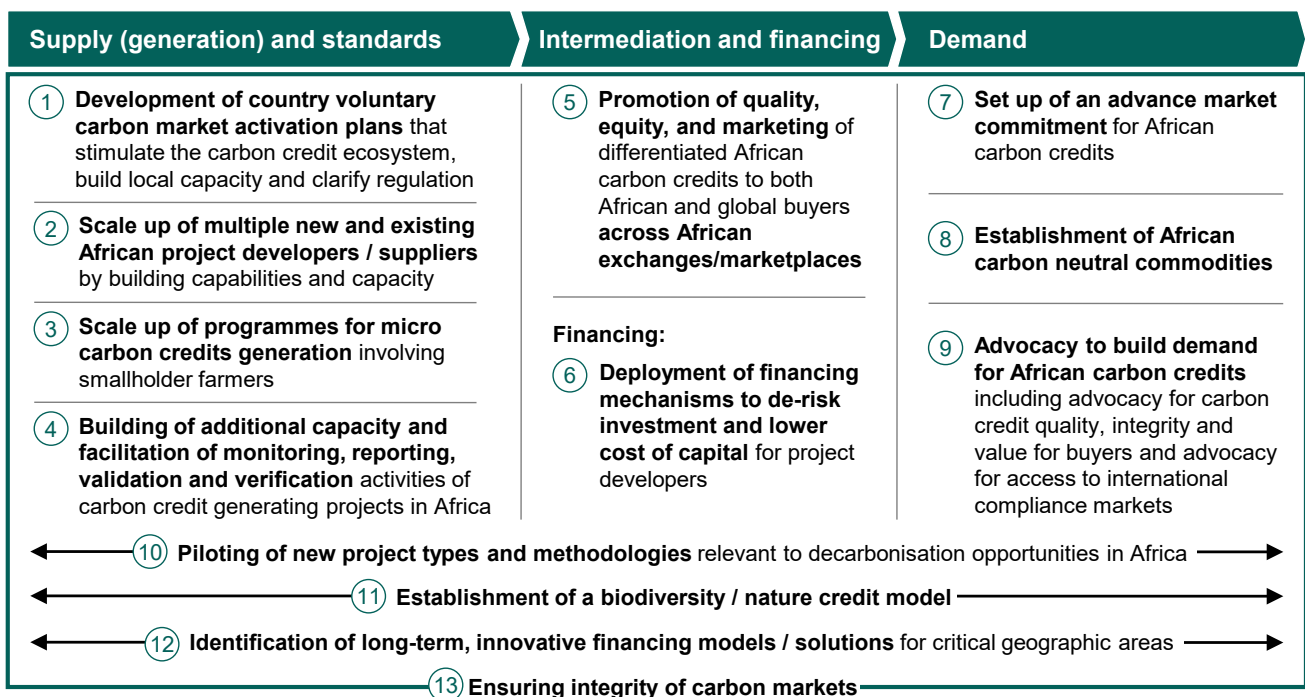 Supply (generation) and standards
Intermediation and financing
Demand
1 Development of country voluntary
carbon market activation plans that
stimulate the carbon credit ecosystem,
build local capacity and clarify regulation
2 Scale up of multiple new and existing
African project developers / suppliers
by building capabilities and capacity
3 Scale up of programmes for micro
carbon credits generation involving
smallholder farmers
4 Building of additional capacity and
facilitation of monitoring, reporting,
validation and verification activities of
carbon credit generating projects in Africa
5 Promotion of quality,
equity, and marketing of
differentiated African
carbon credits to both
African and global buyers
across African
exchanges/marketplaces
Financing:
6 Deployment of financing
mechanisms to de-risk
investment and lower
cost of capital for project
developers
7 Set up of an advance market
commitment for African
carbon credits
8 Establishment of African
carbon neutral commodities
9 Advocacy to build demand
for African carbon credits
including advocacy for carbon
credit quality, integrity and
value for buyers and advocacy
for access to international
compliance markets
10 Piloting of new project types and methodologies relevant to decarbonisation opportunities in Africa
11 Establishment of a biodiversity / nature credit model
12 Identification of long-term, innovative financing models / solutions for critical geographic areas
13 Ensuring integrity of carbon markets